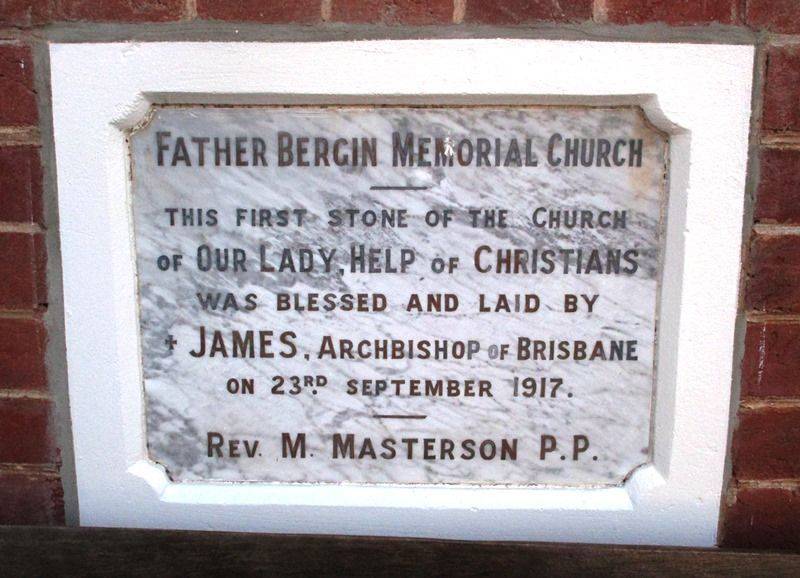 FATHER BERGIN MEMORIAL CHURCH
THIS FIRST STONE OF THE CHURCH
OF OUR LADY, HELP OF CHRISTIANS
WAS BLESSED AND LAID BY
+ JAMES, ARCHBISHOP OF BRISBANE
ON 23RD. SEPTEMBER 1917.
REV. M. MASTERSON P.P.